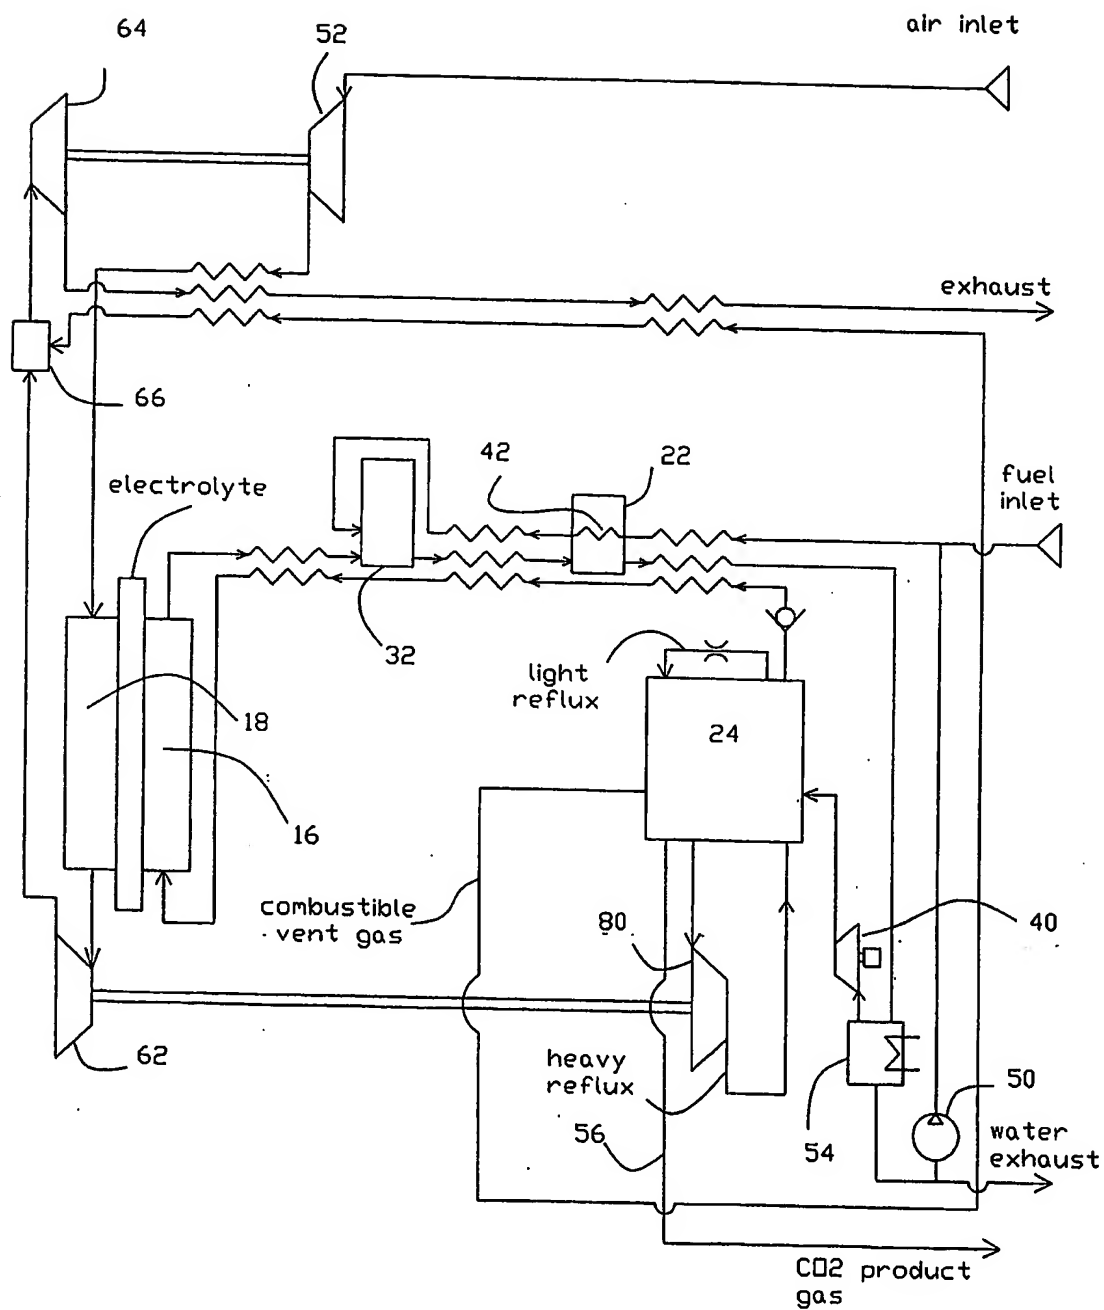 air inlet
64
52
exhaust
66
42
22
fuel
inlet
electrolyte
32
light
reflux
24
18
16
combustible
vent gas
80
40
62
heavy
reflux
50
56
54
water
exhaust
CO2 product
gas